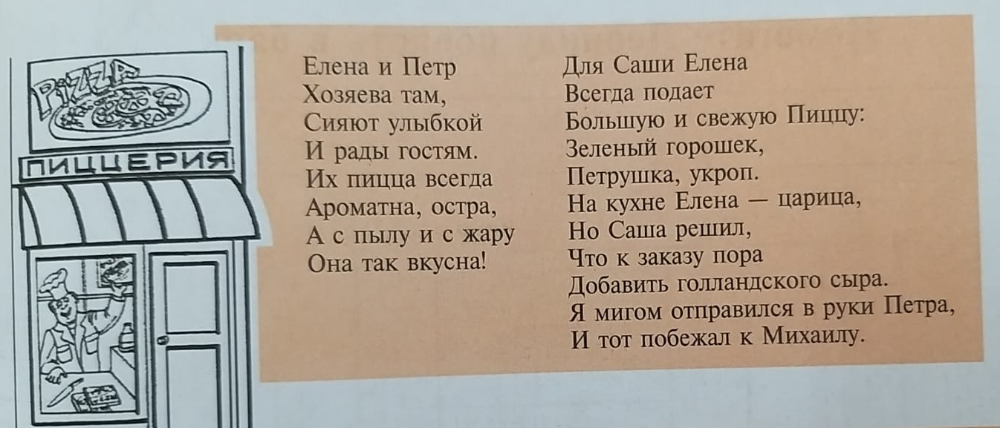 PIZZA
ПИЦЦЕРИЯ
Елена и Петр
Хозяева там,
Сияют улыбкой
И рады гостям.
Их пицца всегда
Ароматна, остра,
А с пылу и с жару
Она так вкусна!
Для Саши Елена
Всегда подает
Большую и свежую Пиццу:
Зеленый горошек,
Петрушка, укроп.
На кухне Елена — царица,
Но Саша решил,
Что к заказу пора
Добавить голландского сыра.
Я мигом отправился в руки Петра,
И тот побежал к Михаилу.